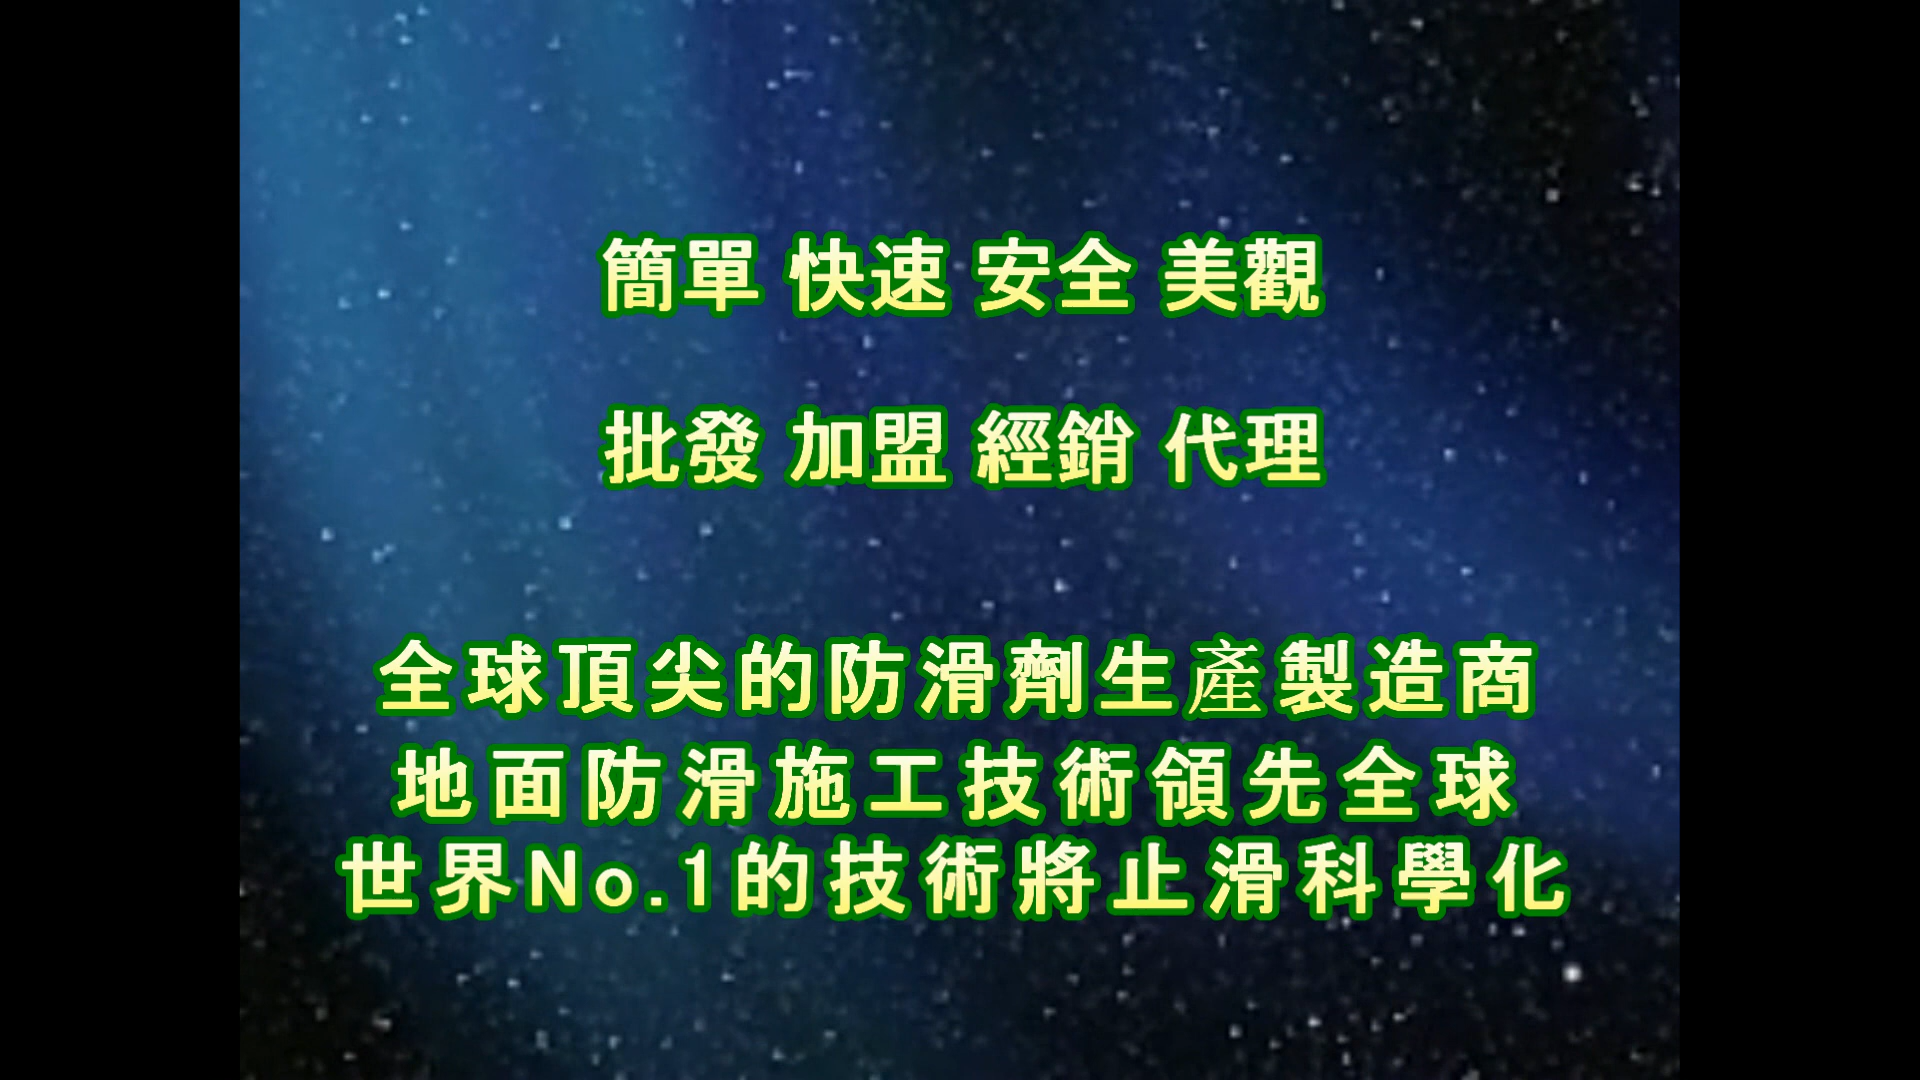 簡單 快速 安全 美觀
批發 加盟 經銷 代理
全球頂尖的防滑劑生産製造商
地面防滑施工技術領先全球
世界No.1的技術將止滑科學化